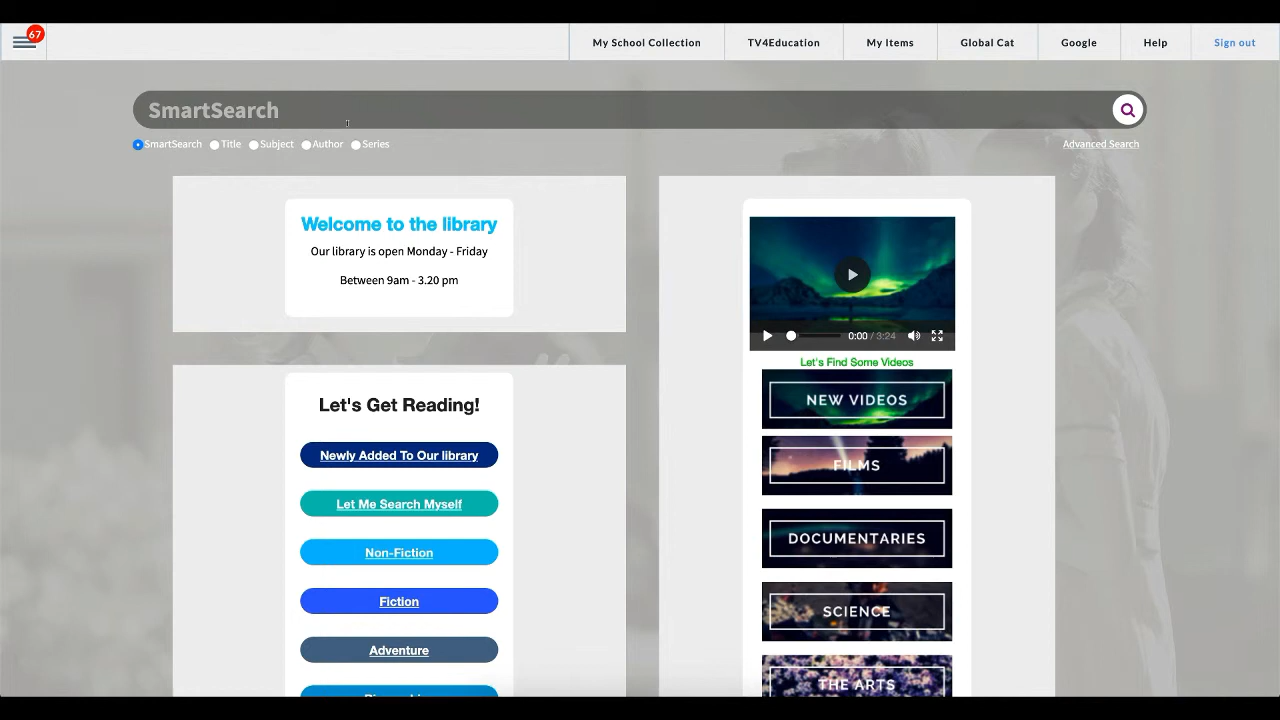 67
My School Collection
TV4Education
My Items
Global Cat
Google
Help
Sign out
SmartSearch
SmartSearch
Title
Subject
Author
Series
Advanced Search
Welcome to the library
Our library is open Monday - Friday
Between 9am - 3.20 pm
Let's Get Reading!
Newly Added To Our library
Let Me Search Myself
Non-Fiction
Fiction
Adventure
0:00 / 3:24
Let's Find Some Videos
NEW VIDEOS
FILMS
DOCUMENTARIES
SCIENCE
THE ARTS